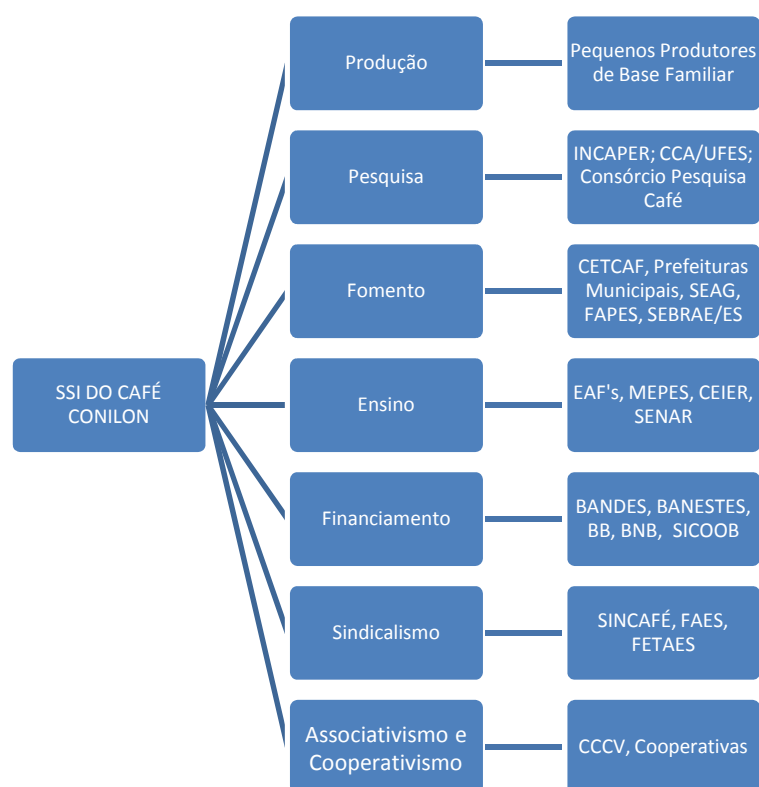 SSI DO CAFÉ
CONILON
Produção
Pequenos Produtores
de Base Familiar
Pesquisa
INCAPER; CCA/UFES;
Consórcio Pesquisa
Café
Fomento
CETCAF, Prefeituras
Municipais, SEAG,
FAPES, SEBRAE/ES
Ensino
EAF's, MEPES, CEIER,
SENAR
Financiamento
BANDES, BANESTES,
BB, BNB, SICOOB
Sindicalismo
SINCAFÉ, FAES,
FETAES
Associativismo e
Cooperativismo
CCCV, Cooperativas